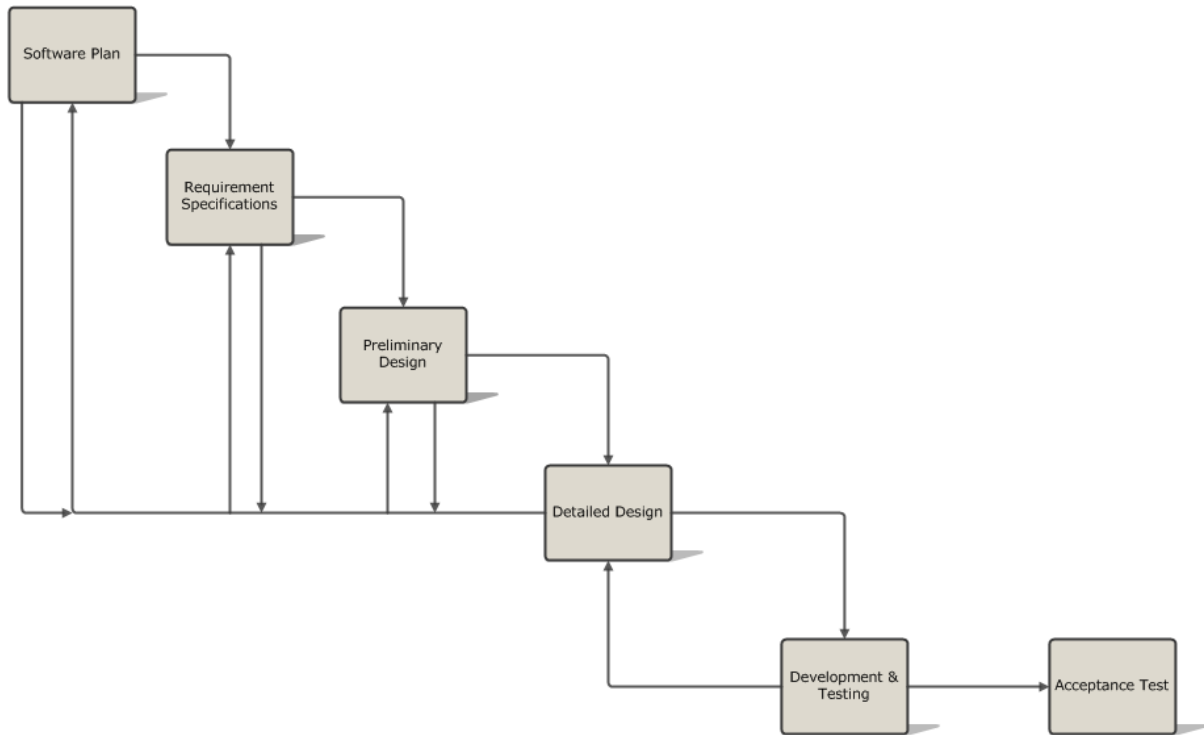 Software Plan
Requirement
Specifications
Preliminary
Design
Detailed Design
Development &
Testing
Acceptance Test